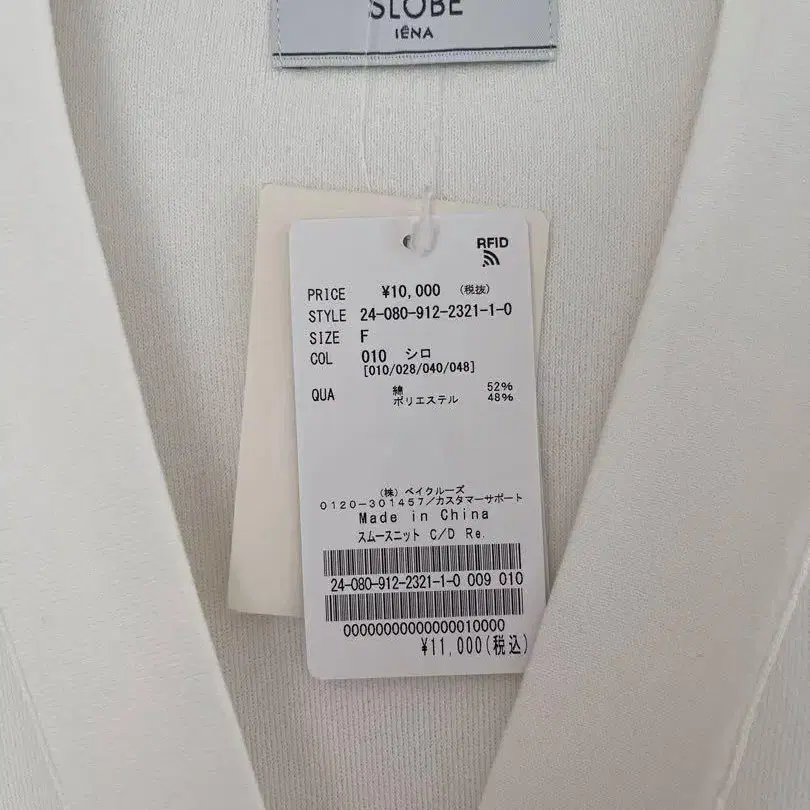 SLOBE
IÉNA
RFID
PRICE ¥10,000 (税抜)
STYLE 24-080-912-2321-1-0
SIZE F
COL 010 シロ
[010/028/040/048]
QUA 綿 52%
ポリエステル 48%
(株) ベイクルーズ
0120-301457/カスタマーサポート
Made in China
スムースニット C/D Re.
24-080-912-2321-1-0 009 010
00000000000000010000
¥11,000(税込)